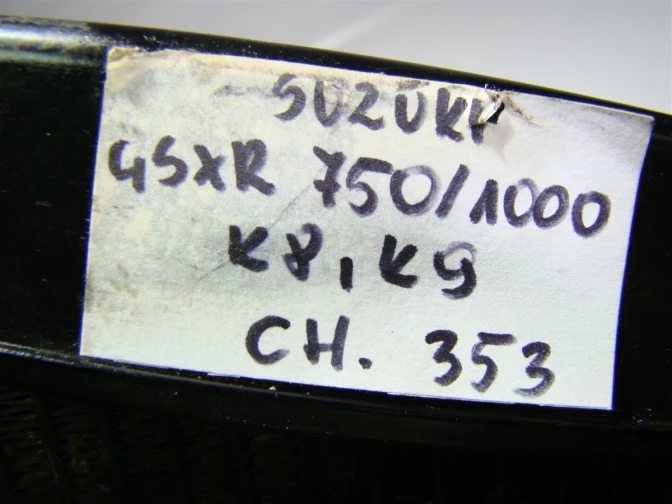 SUZUKI
GSXR 750/1000
K8, K9
CH. 353